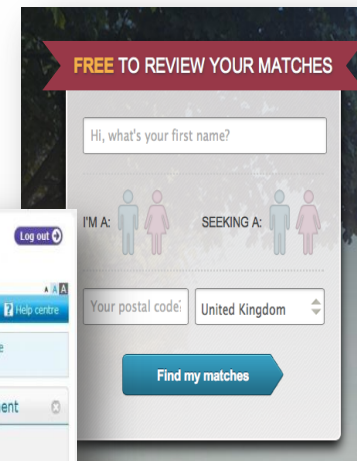 FREE TO REVIEW YOUR MATCHES
Hi, what's your first name?
I'M A: SEEKING A:
Log out
A A A
Help centre
Your postal code
United Kingdom
Find my matches